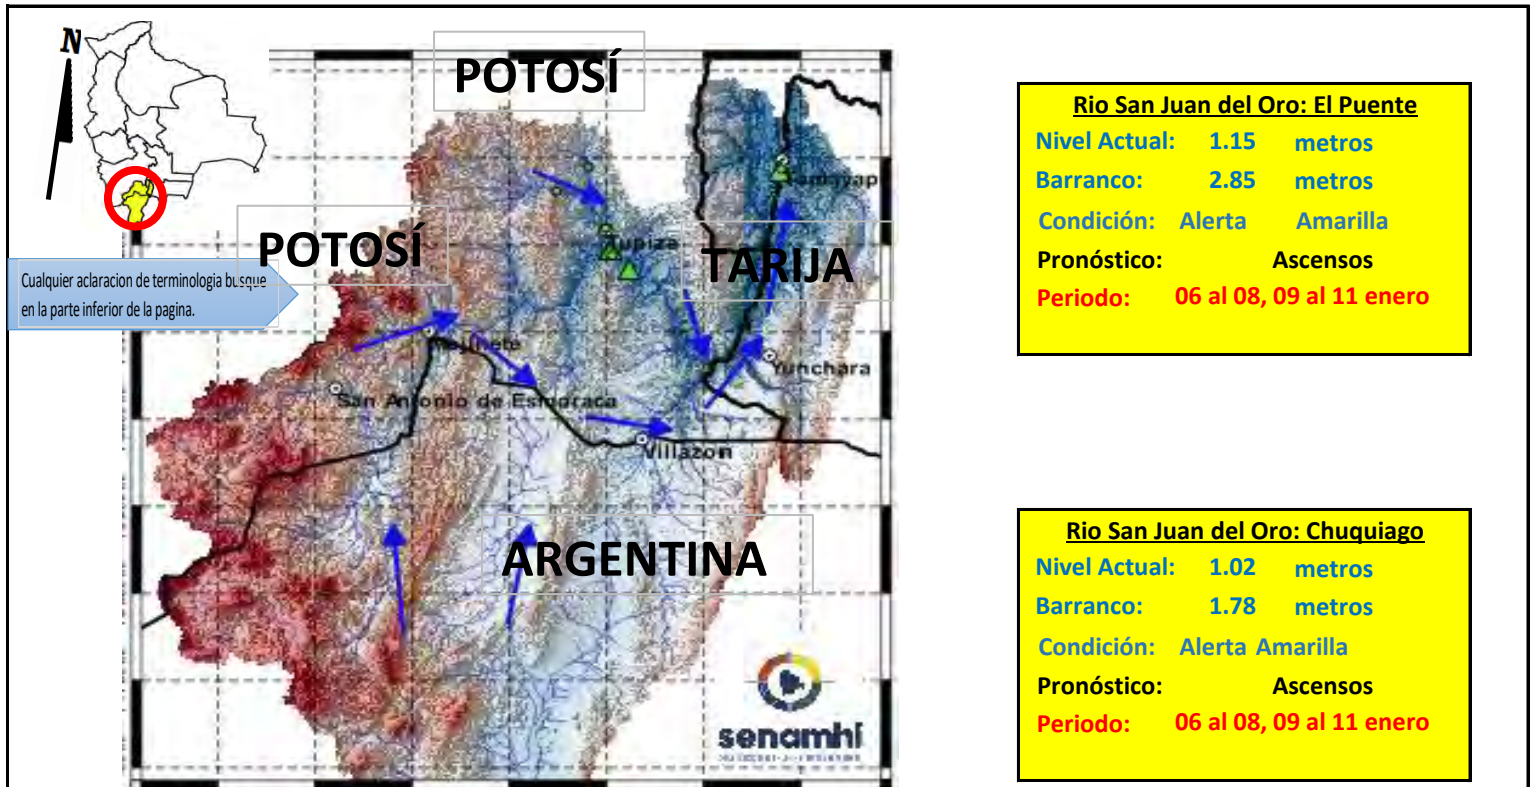 N
POTOSÍ
POTOSÍ
TARIJA
ARGENTINA
Cualquier aclaracion de terminologia busque
en la parte inferior de la pagina.
Tupiza
San Antonio de Esmoraca
Yunchara
Villazon
senamhi
Rio San Juan del Oro: El Puente
Nivel Actual: 1.15 metros
Barranco: 2.85 metros
Condición: Alerta Amarilla
Pronóstico: Ascensos
Periodo: 06 al 08, 09 al 11 enero
Rio San Juan del Oro: Chuquiago
Nivel Actual: 1.02 metros
Barranco: 1.78 metros
Condición: Alerta Amarilla
Pronóstico: Ascensos
Periodo: 06 al 08, 09 al 11 enero